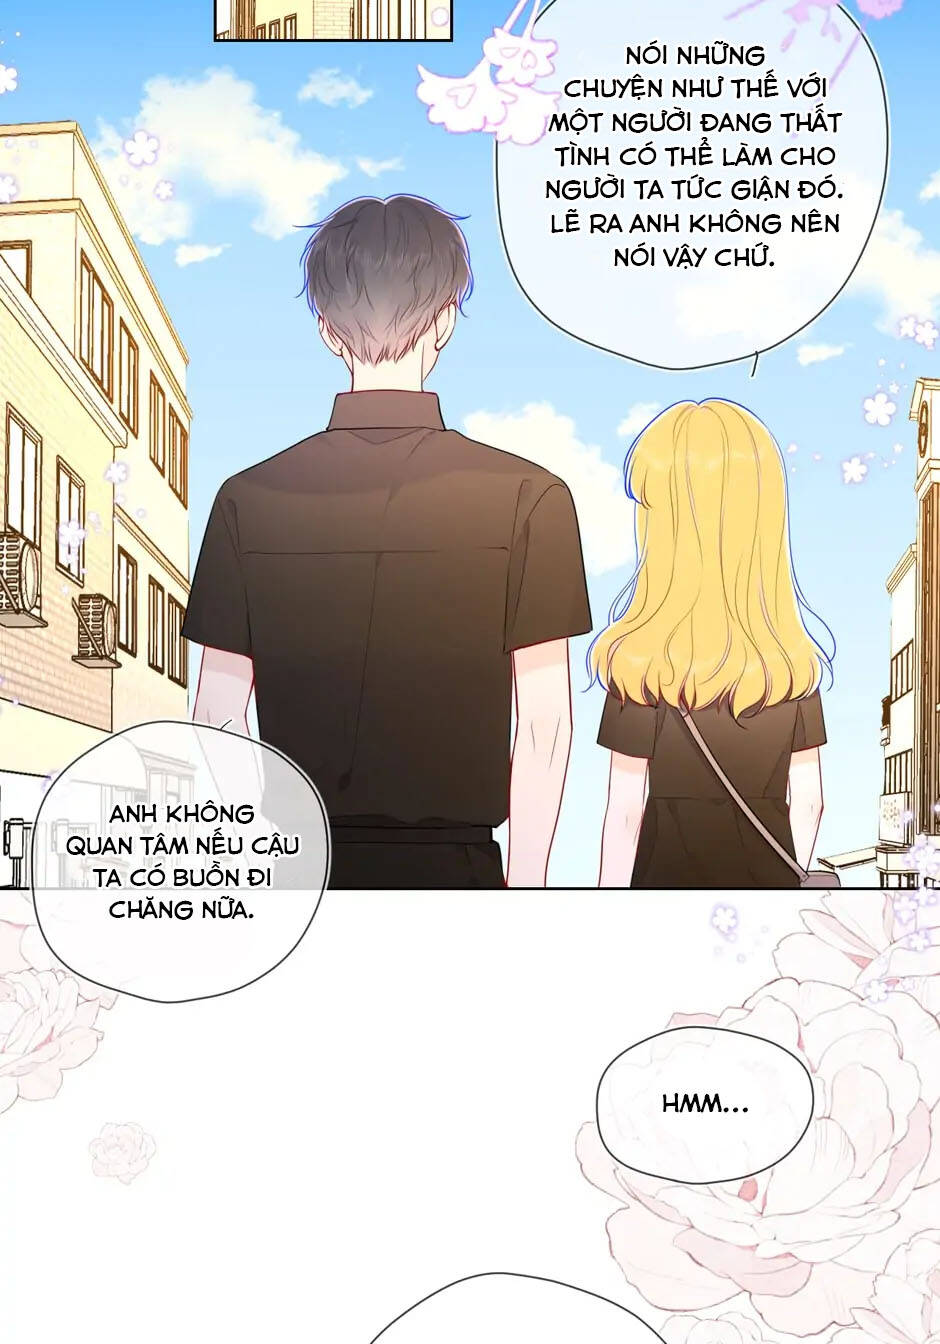 NÓI NHỮNG
CHUYỆN NHƯ THẾ VỚI
MỘT NGƯỜI ĐANG THẤT
TÌNH CÓ THỂ LÀM CHO
NGƯỜI TA TỨC GIẬN ĐÓ.
LẼ RA ANH KHÔNG NÊN
NÓI VẬY CHỨ.
ANH KHÔNG
QUAN TÂM NẾU CẬU
TA CÓ BUỒN ĐI
CHĂNG NỮA.
HMM...